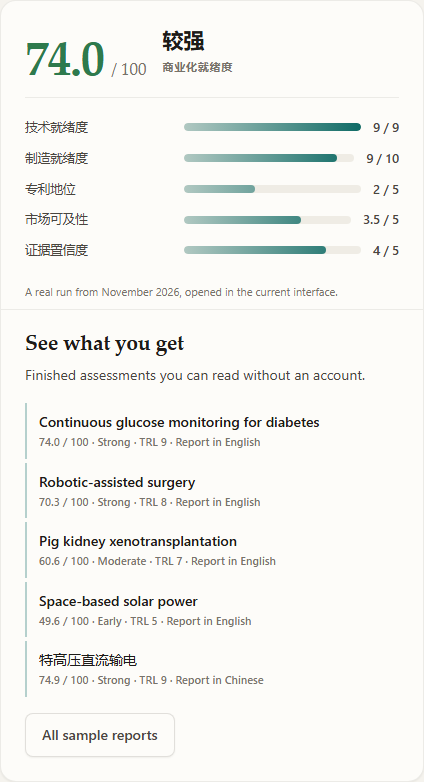 74.0 / 100
较强
商业化就绪度
技术就绪度 9 / 9
制造就绪度 9 / 10
专利地位 2 / 5
市场可及性 3.5 / 5
证据置信度 4 / 5
A real run from November 2026, opened in the current interface.
See what you get
Finished assessments you can read without an account.
Continuous glucose monitoring for diabetes
74.0 / 100 · Strong · TRL 9 · Report in English
Robotic-assisted surgery
70.3 / 100 · Strong · TRL 8 · Report in English
Pig kidney xenotransplantation
60.6 / 100 · Moderate · TRL 7 · Report in English
Space-based solar power
49.6 / 100 · Early · TRL 5 · Report in English
特高压直流输电
74.9 / 100 · Strong · TRL 9 · Report in Chinese
All sample reports